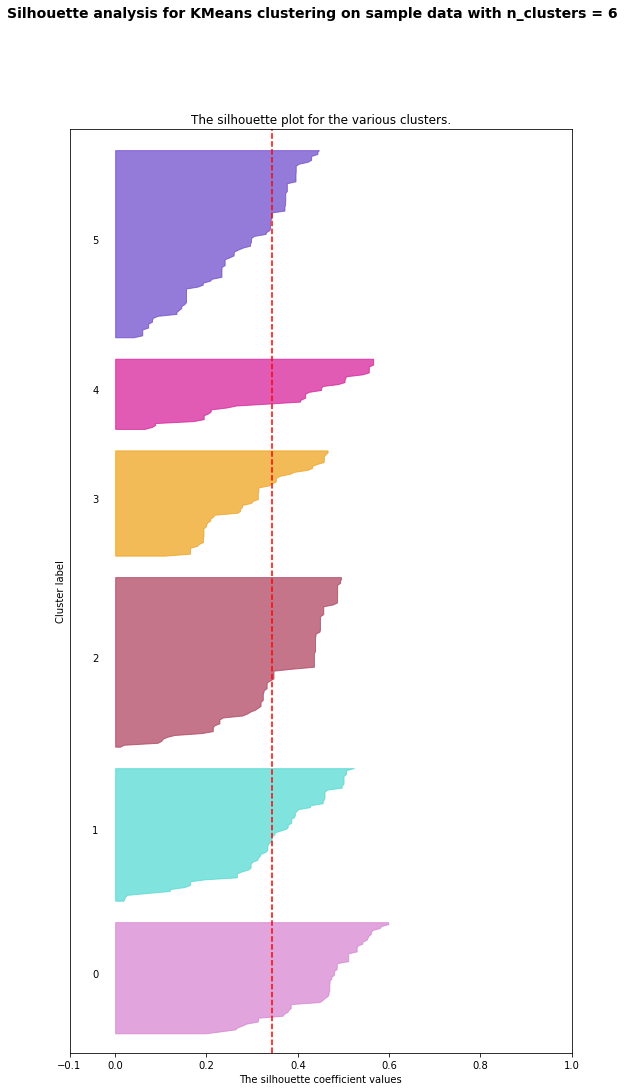 Silhouette analysis for KMeans clustering on sample data with n_clusters = 6
The silhouette plot for the various clusters.
5
4
3
2
1
0
Cluster label
−0.1 0.0 0.2 0.4 0.6 0.8 1.0
The silhouette coefficient values